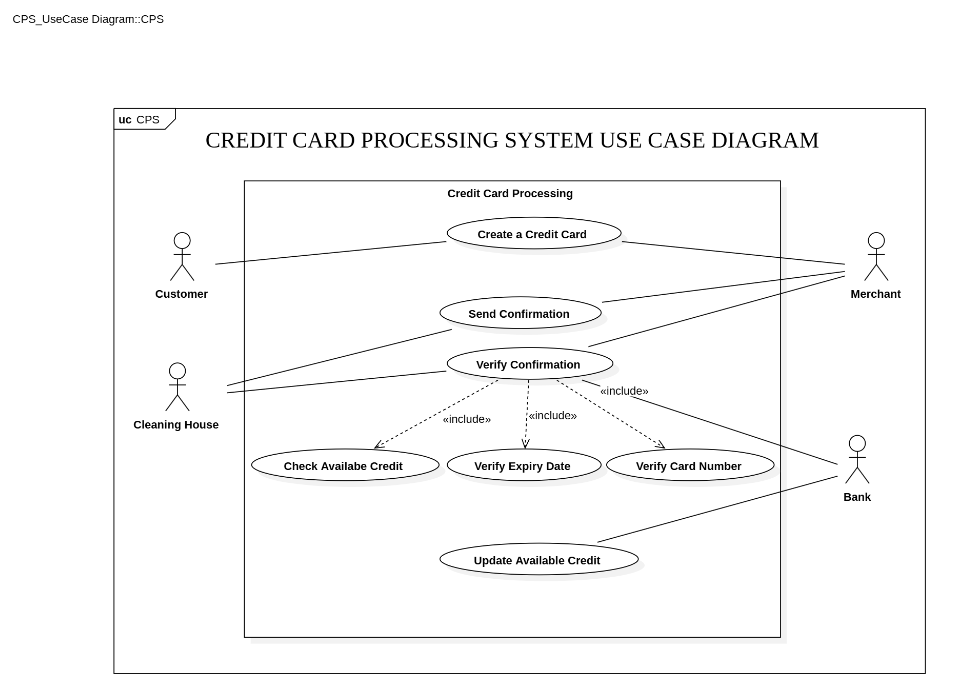 CPS_UseCase Diagram::CPS
uc CPS
CREDIT CARD PROCESSING SYSTEM USE CASE DIAGRAM
Credit Card Processing
Create a Credit Card
Customer
Merchant
Send Confirmation
Verify Confirmation
«include»
«include»
«include»
Cleaning House
Check Availabe Credit
Verify Expiry Date
Verify Card Number
Bank
Update Available Credit